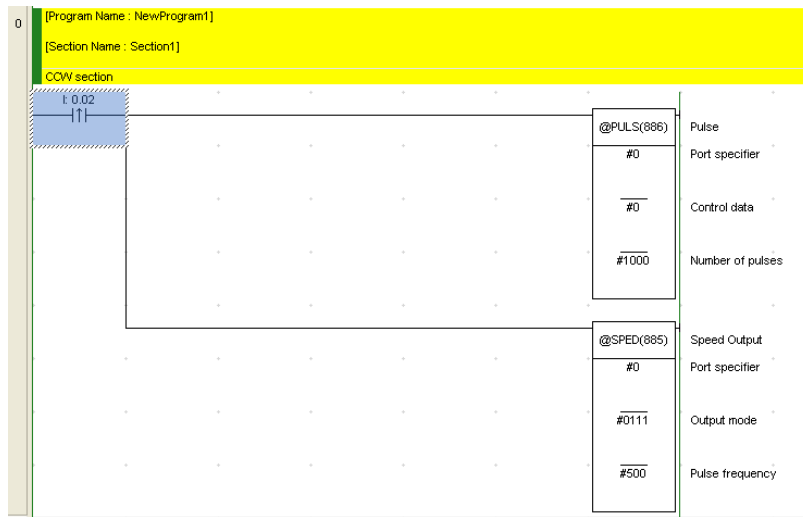 0
[Program Name : NewProgram1]
[Section Name : Section1]
CCW section
I: 0.02
@PULS(886) Pulse
#0 Port specifier
#0 Control data
#1000 Number of pulses
@SPED(885) Speed Output
#0 Port specifier
#0111 Output mode
#500 Pulse frequency